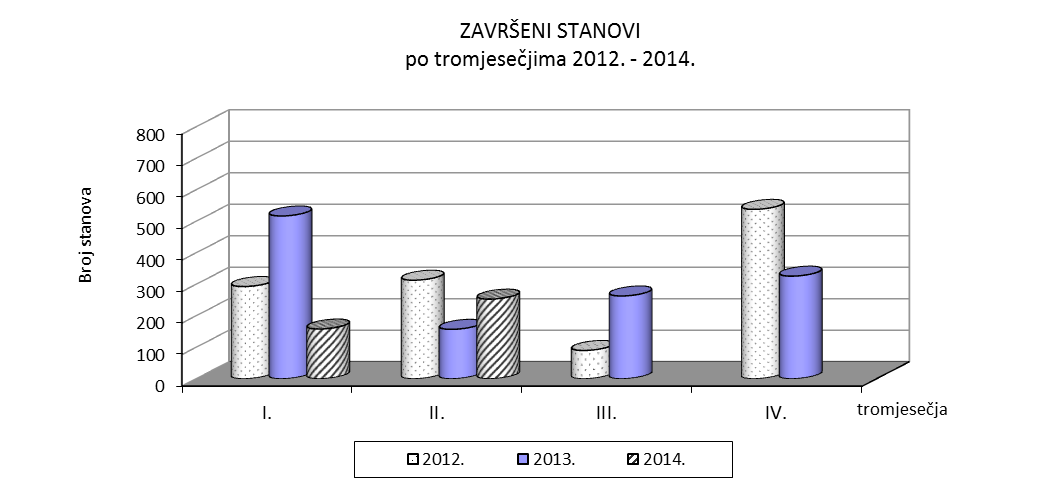 ZAVRŠENI STANOVI
po tromjesečjima 2012. - 2014.
Broj stanova
800
700
600
500
400
300
200
100
0
I.
II.
III.
IV.
tromjesečja
2012.
2013.
2014.